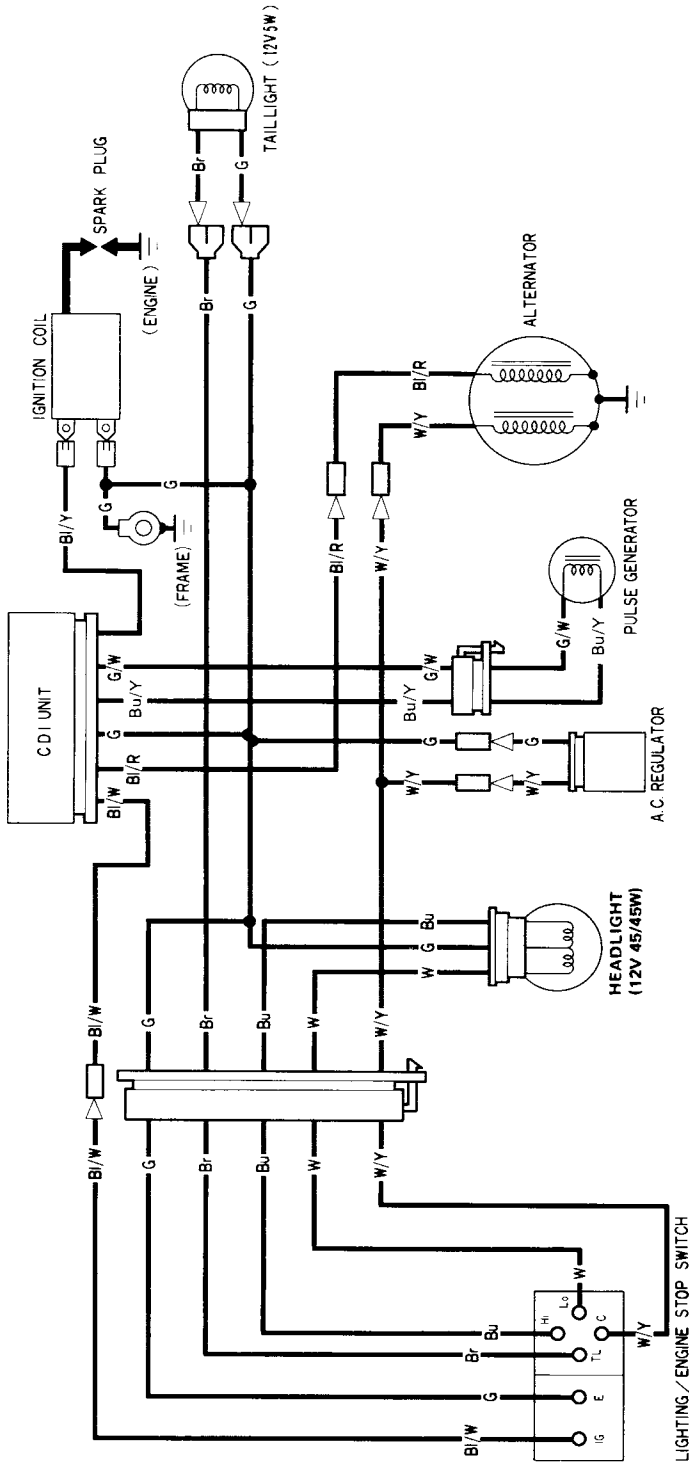 TAILLIGHT (12V5W)
Br
G
SPARK PLUG
(ENGINE)
IGNITION COIL
Br
G
Bl/Y
G
G
(FRAME)
ALTERNATOR
Bl/R
W/Y
Bl/R
W/Y
CDI UNIT
G/W
Bu/Y
G
Bl/R
Bl/W
G/W
Bu/Y
G/W
Bu/Y
PULSE GENERATOR
G
G
W/Y
W/Y
A.C. REGULATOR
Bu
G
W
HEADLIGHT
(12V 45/45W)
Bl/W
G
Br
Bu
W
W/Y
Bl/W
G
Br
Bu
W
W/Y
W
Bu
Br
G
Bl/W
W/Y
Lo
Hi
C
TL
E
IG
LIGHTING/ENGINE STOP SWITCH